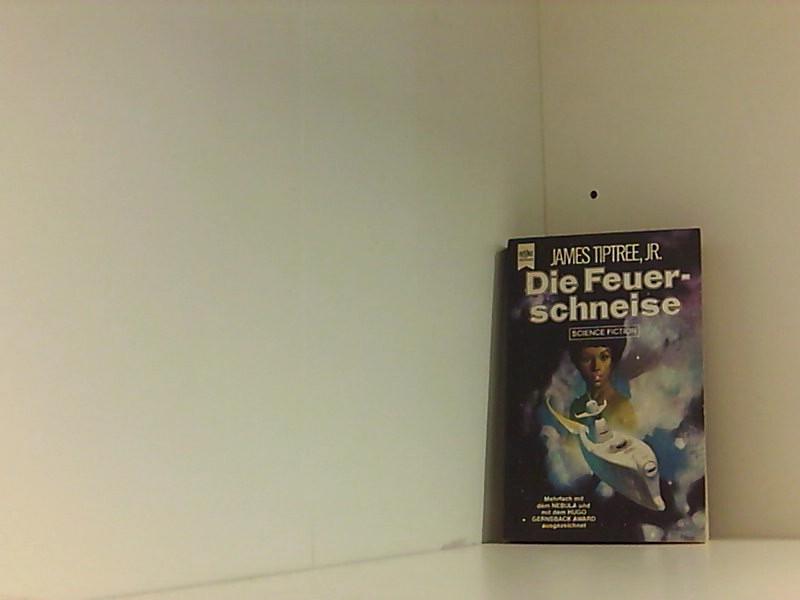 JAMES TIPTREE, JR.
Die Feuer-
schneise
SCIENCE FICTION
Mehrfach mit
dem NEBULA und
mit dem HUGO
GERNSBACK AWARD
ausgezeichnet